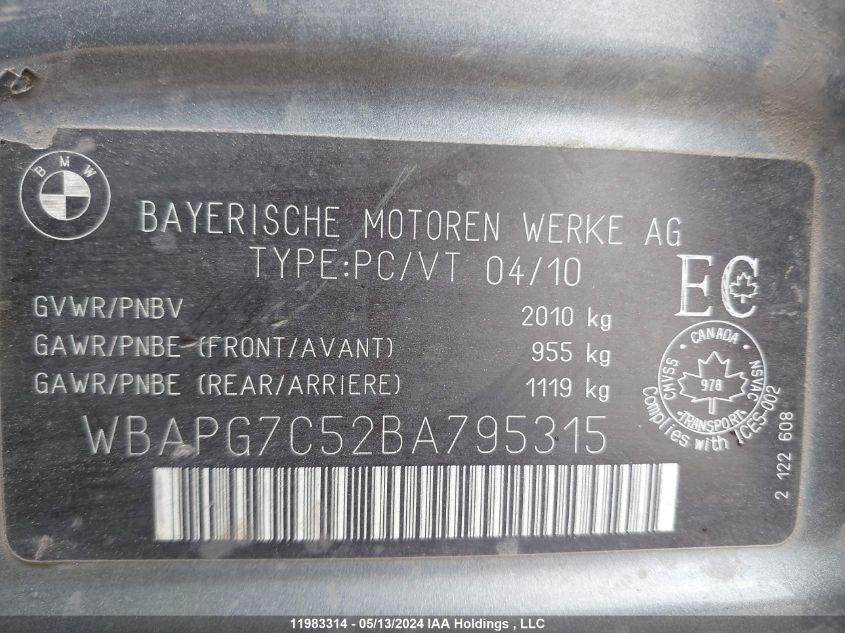 BMW
BAYERISCHE MOTOREN WERKE AG
TYPE:PC/VT 04/10
EC
GVWR/PNBV 2010 kg
GAWR/PNBE (FRONT/AVANT) 955 kg
GAWR/PNBE (REAR/ARRIERE) 1119 kg
CANADA
CMVSS 978 NSVAC
TRANSPORT
Complies with ICES-002
WBAPG7C52BA795315
2 122 608
11983314 - 05/13/2024 IAA Holdings , LLC